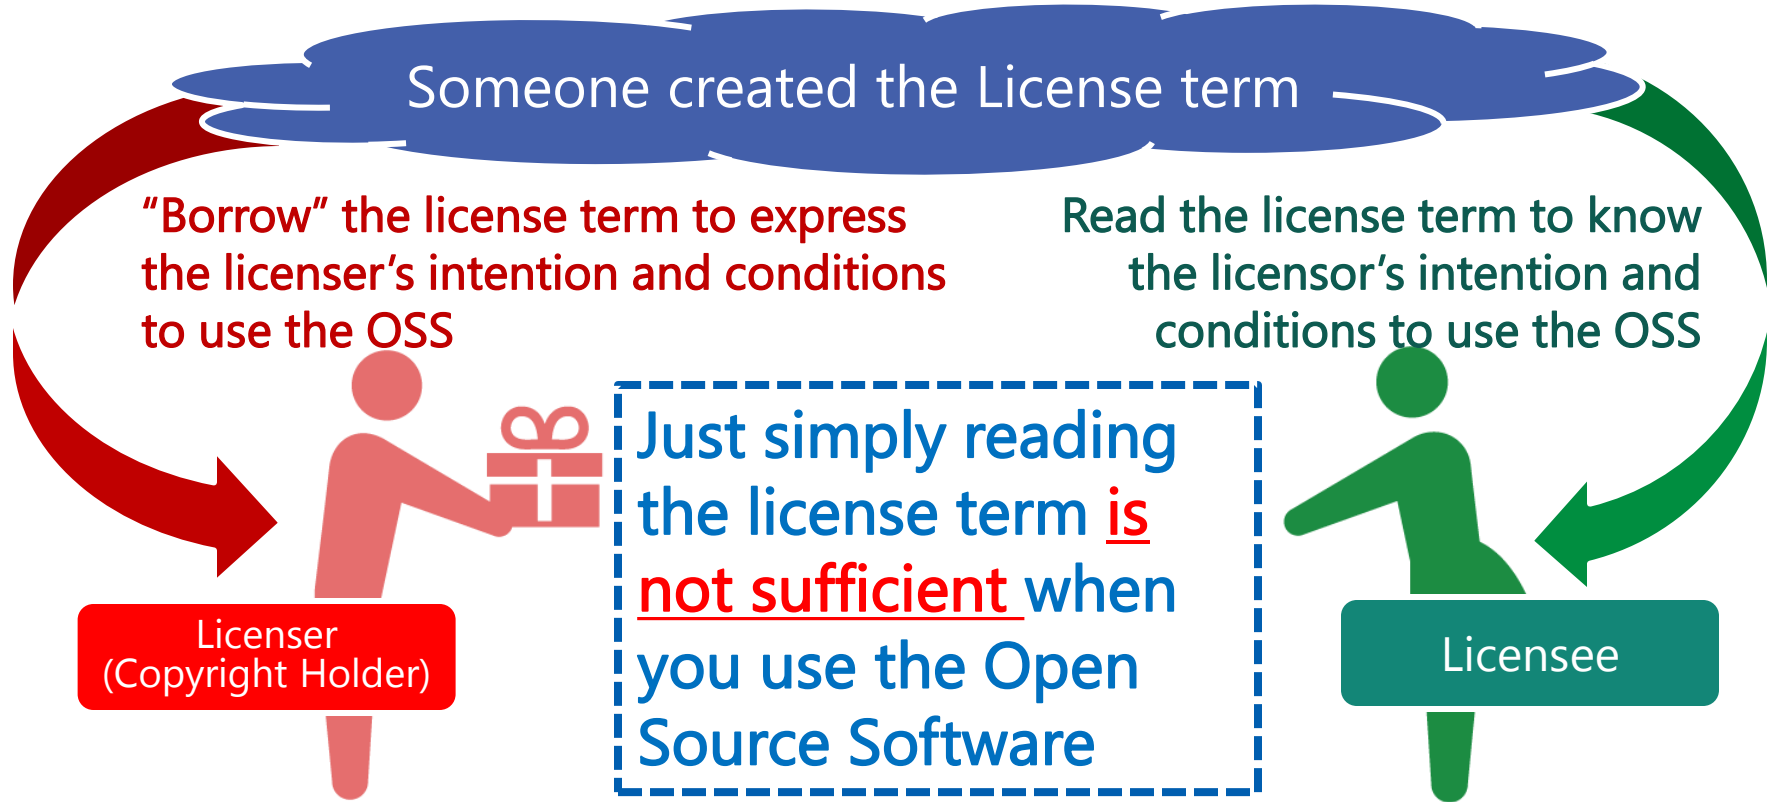 Someone created the License term
“Borrow” the license term to express
the licenser’s intention and conditions
to use the OSS
Read the license term to know
the licensor’s intention and
conditions to use the OSS
Just simply reading
the license term is
not sufficient when
you use the Open
Source Software
Licenser
(Copyright Holder)
Licensee